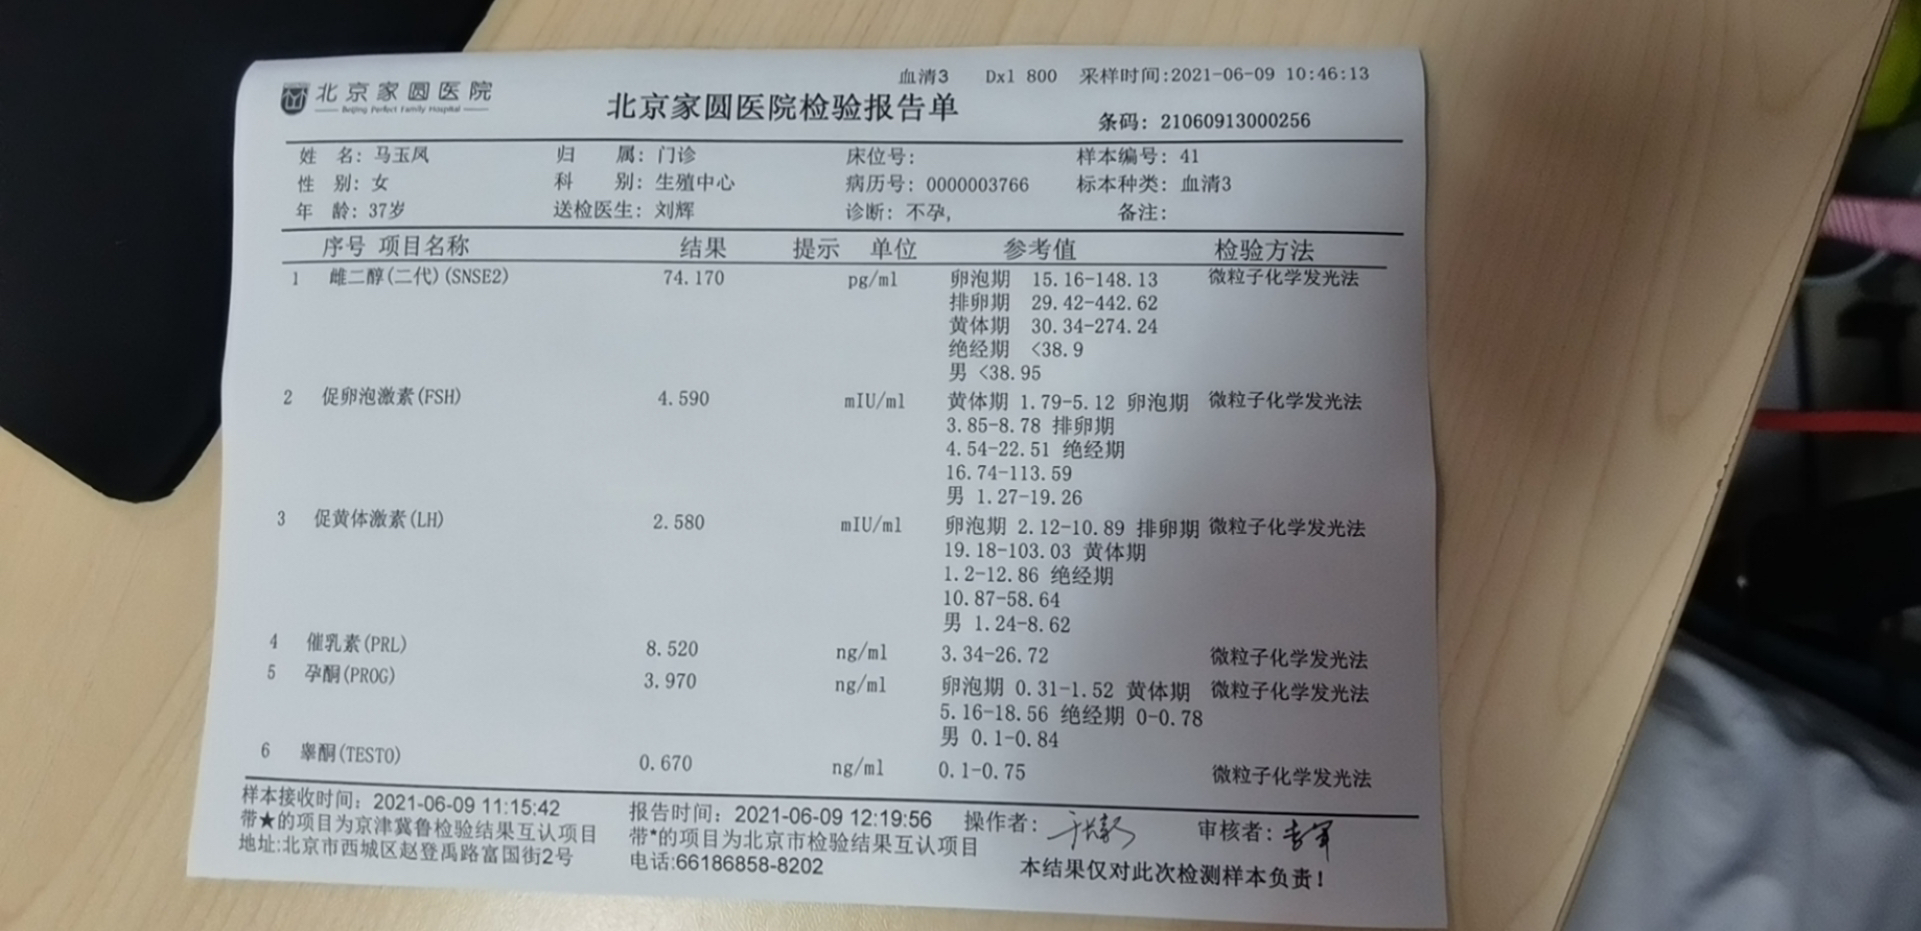 血清3 Dxl 800 采样时间:2021-06-09 10:46:13
北京家圆医院
Beijing Perfect Family Hospital
北京家圆医院检验报告单
条码: 21060913000256
姓 名: 马玉凤 归 属: 门诊 床位号: 样本编号: 41
性 别: 女 科 别: 生殖中心 病历号: 0000003766 标本种类: 血清3
年 龄: 37岁 送检医生: 刘辉 诊断: 不孕, 备注:
序号 项目名称 结果 提示 单位 参考值 检验方法
1 雌二醇(二代)(SNSE2) 74.170 pg/ml 卵泡期 15.16-148.13 微粒子化学发光法
排卵期 29.42-442.62
黄体期 30.34-274.24
绝经期 <38.9
男 <38.95
2 促卵泡激素(FSH) 4.590 mIU/ml 黄体期 1.79-5.12 卵泡期 微粒子化学发光法
3.85-8.78 排卵期
4.54-22.51 绝经期
16.74-113.59
男 1.27-19.26
3 促黄体激素(LH) 2.580 mIU/ml 卵泡期 2.12-10.89 排卵期 微粒子化学发光法
19.18-103.03 黄体期
1.2-12.86 绝经期
10.87-58.64
男 1.24-8.62
4 催乳素(PRL) 8.520 ng/ml 3.34-26.72 微粒子化学发光法
5 孕酮(PROG) 3.970 ng/ml 卵泡期 0.31-1.52 黄体期 微粒子化学发光法
5.16-18.56 绝经期 0-0.78
男 0.1-0.84
6 睾酮(TESTO) 0.670 ng/ml 0.1-0.75 微粒子化学发光法
样本接收时间: 2021-06-09 11:15:42 报告时间: 2021-06-09 12:19:56 操作者: 审核者:
带★的项目为京津冀鲁检验结果互认项目 带*的项目为北京市检验结果互认项目
地址:北京市西城区赵登禹路富国街2号 电话:66186858-8202 本结果仅对此次检测样本负责!